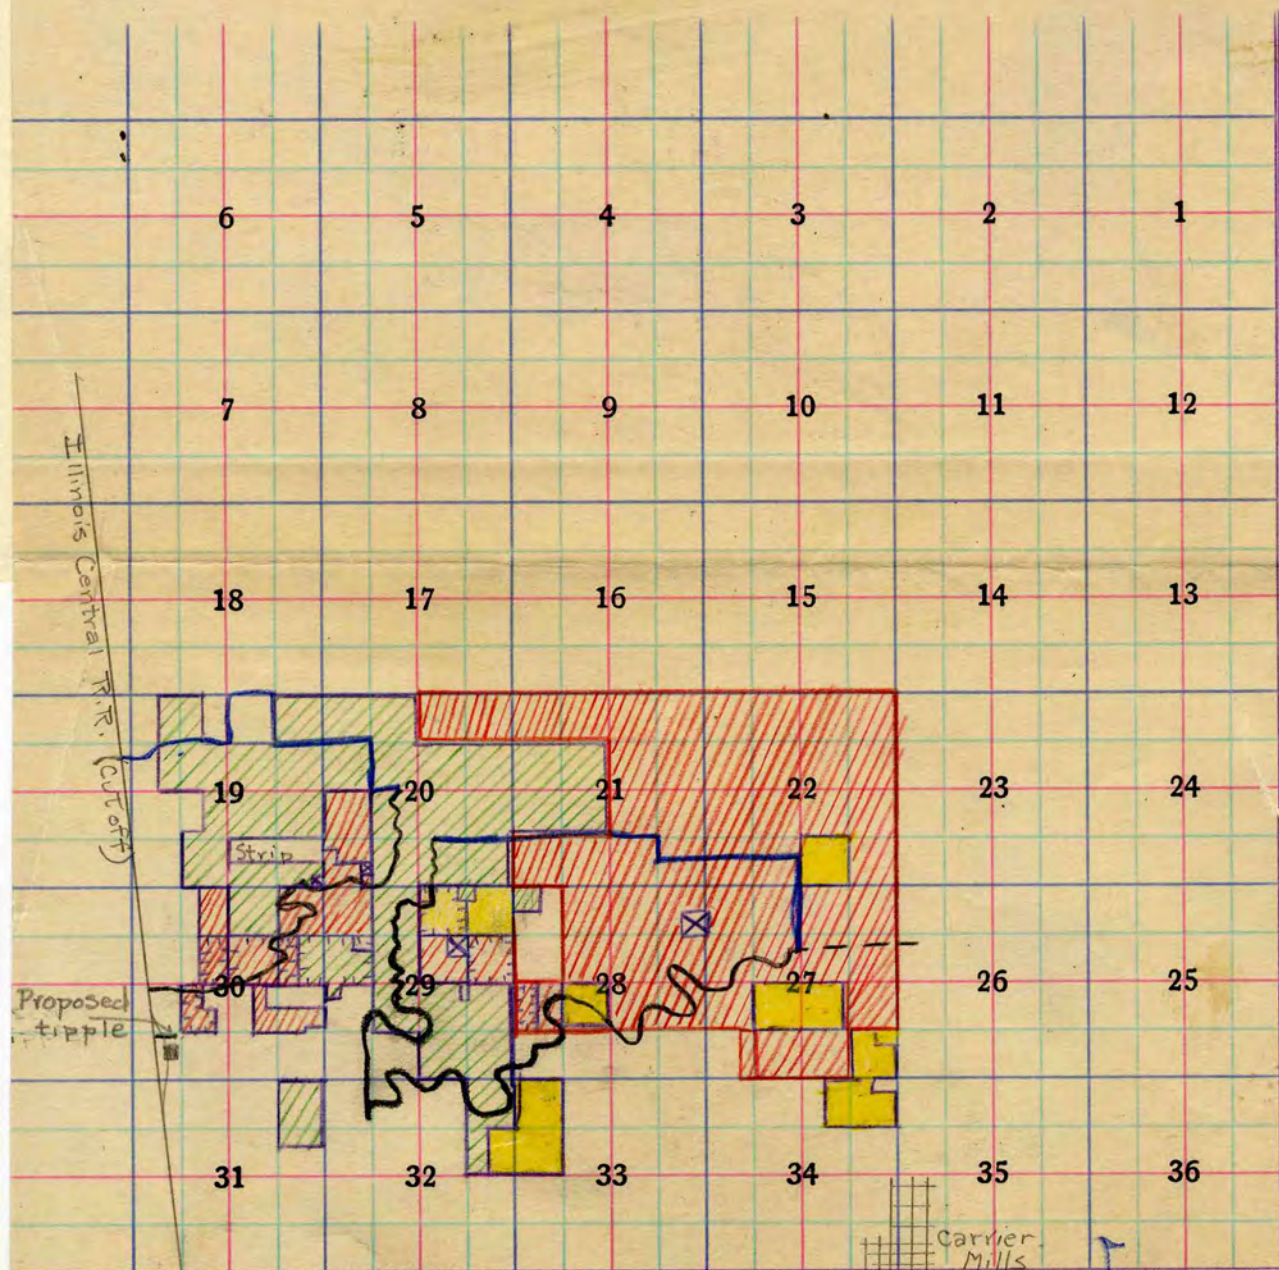 6 5 4 3 2 1
7 8 9 10 11 12
Illinois Central R.R. (Cutoff)
18 17 16 15 14 13
19 20 21 22 23 24
Strip
30 29 28 27 26 25
Proposed
tipple
31 32 33 34 35 36
Carrier
Mills